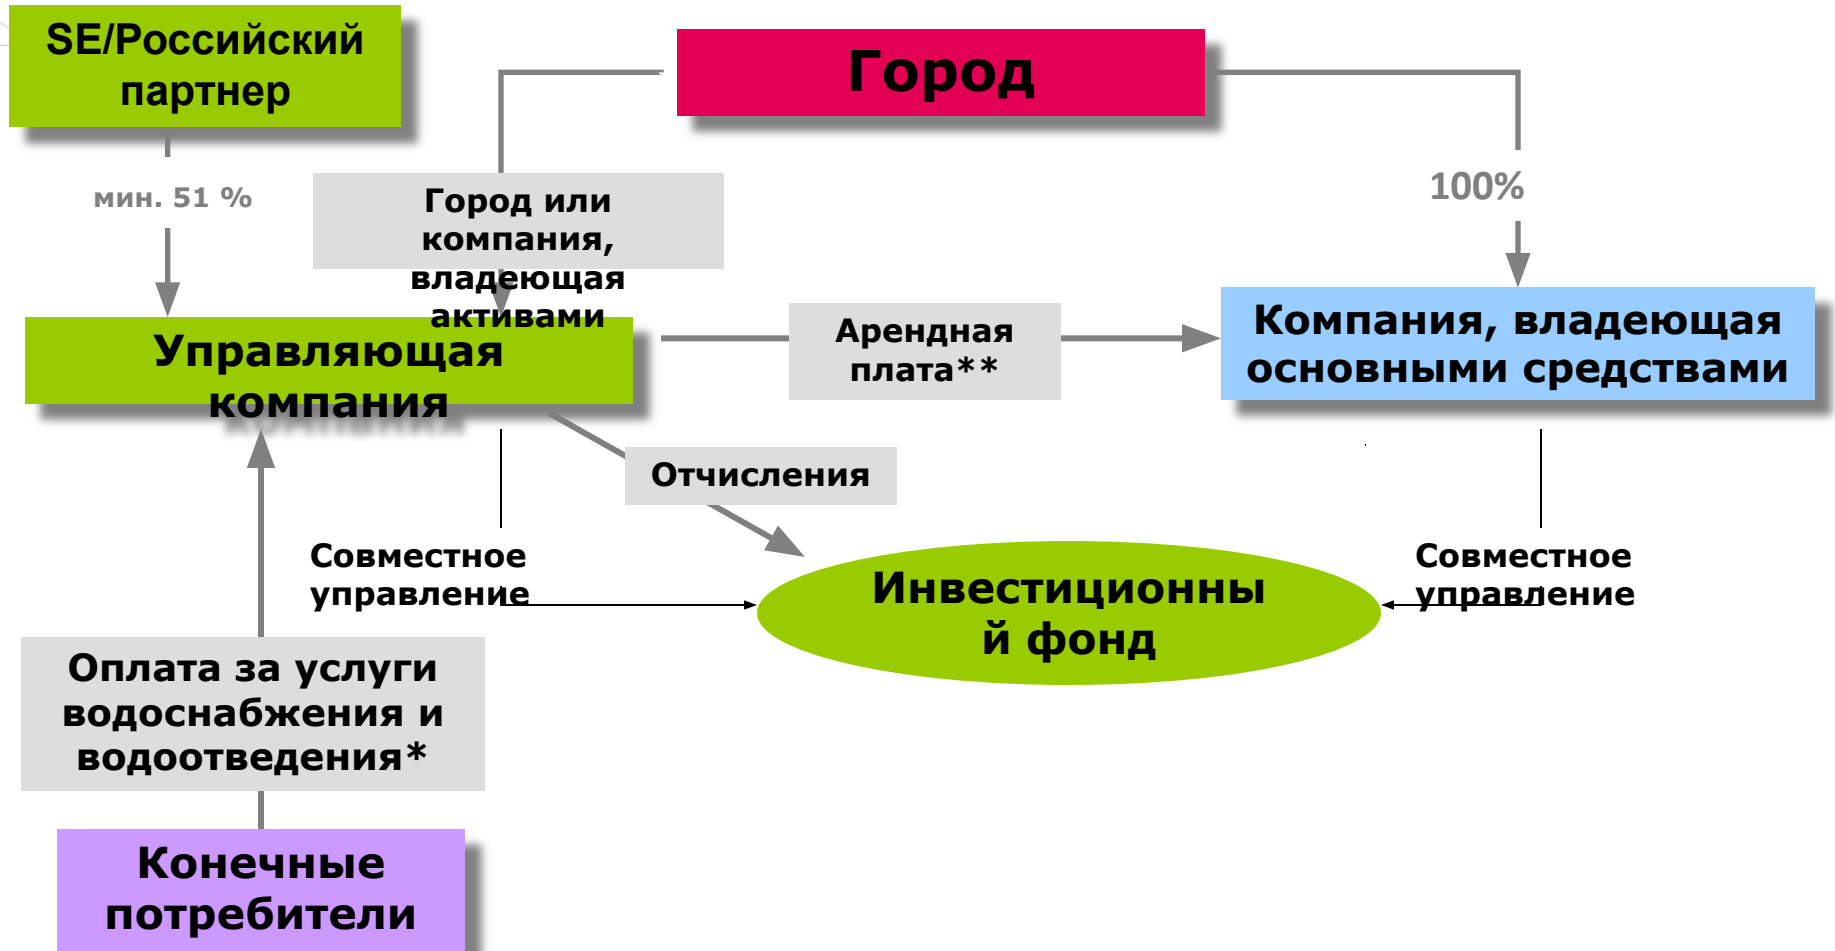 SE/Российский
партнер
Город
мин. 51 %
Город или
компания,
владеющая
активами
100%
Управляющая
компания
Арендная
плата**
Компания, владеющая
основными средствами
Отчисления
Совместное
управление
Инвестиционны
й фонд
Совместное
управление
Оплата за услуги
водоснабжения и
водоотведения*
Конечные
потребители